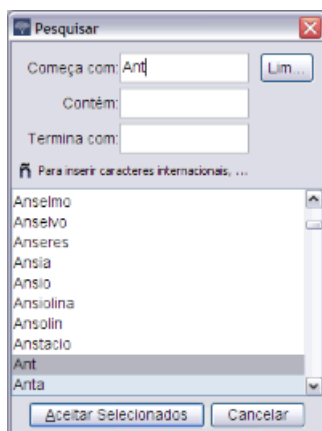 Pesquisar
Começa com: Ant Lim...
Contém:
Termina com:
ñ Para inserir caracteres internacionais, ...
Anselmo
Anselvo
Anseres
Ansia
Ansio
Ansiolina
Ansolin
Anstacio
Ant
Anta
Aceitar Selecionados Cancelar